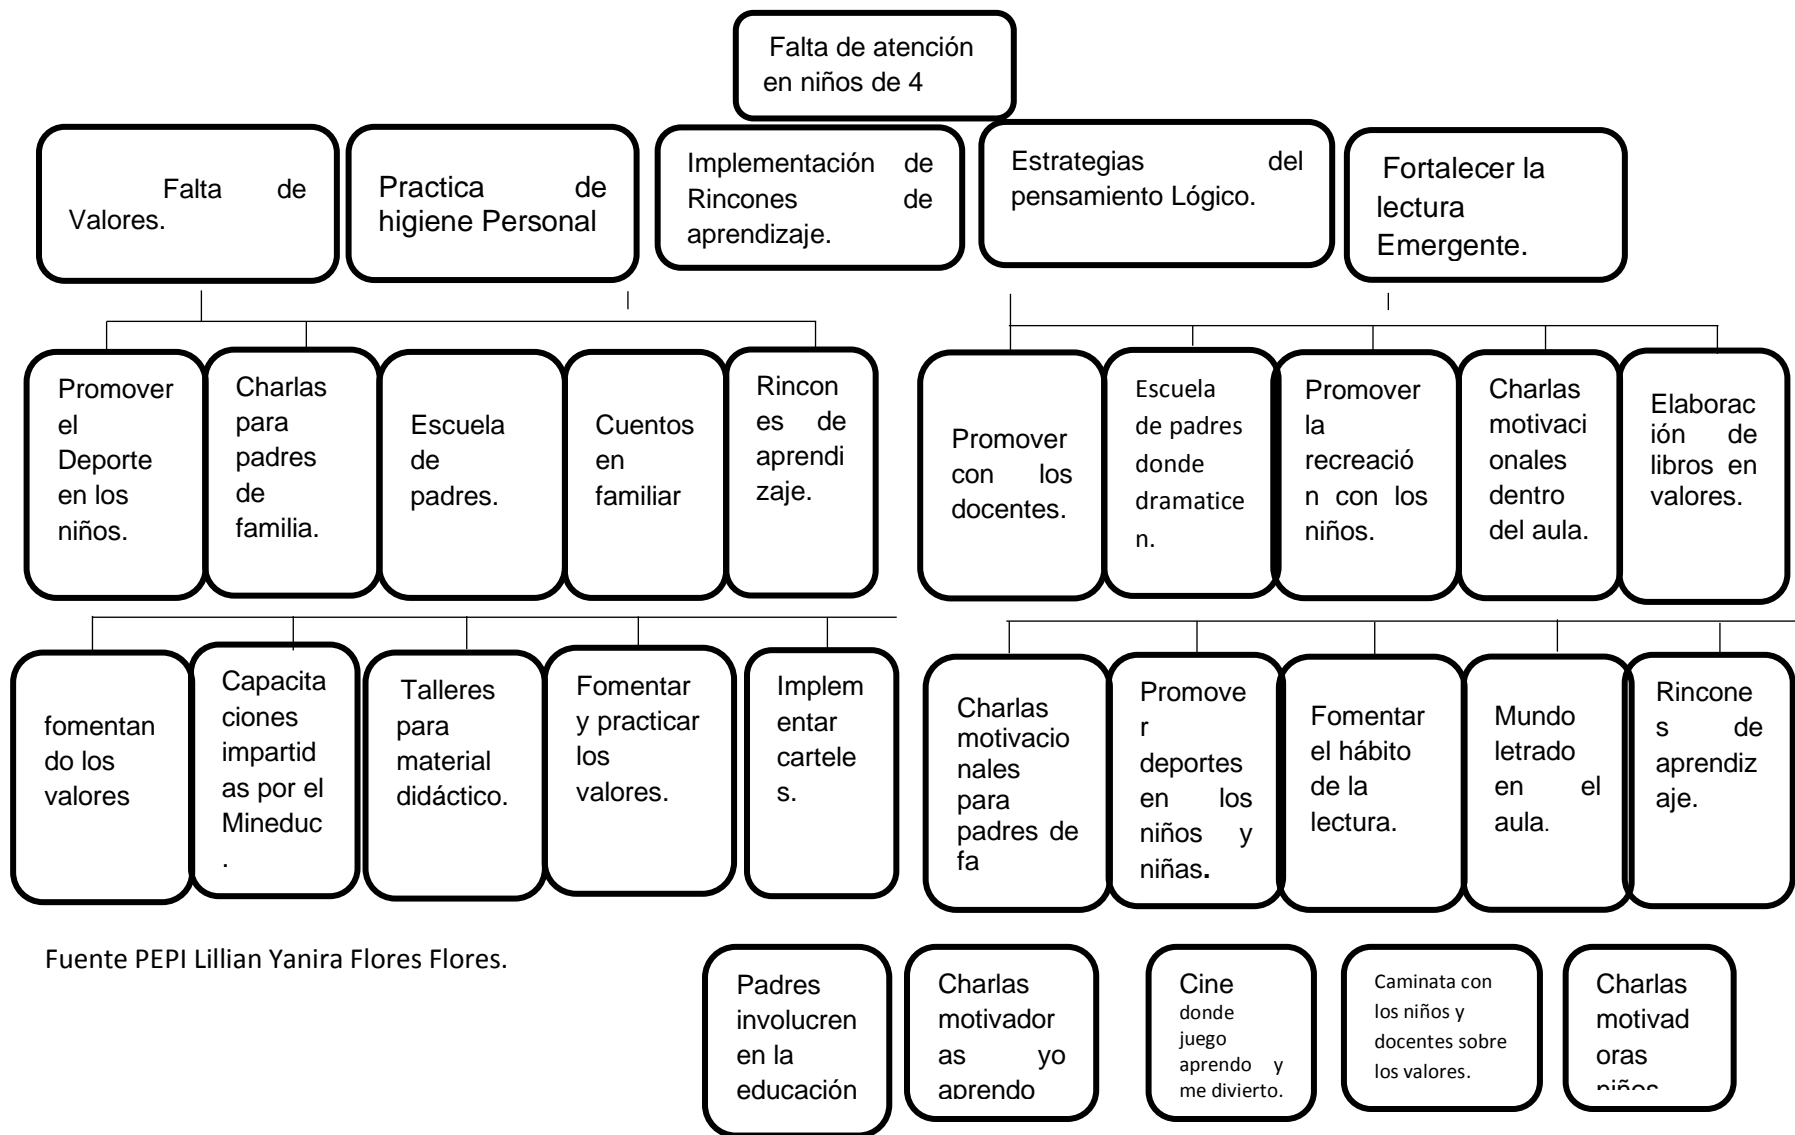 Falta de atención
en niños de 4
Falta de
Valores.
Practica de
higiene Personal
Implementación de
Rincones de
aprendizaje.
Estrategias del
pensamiento Lógico.
Fortalecer la
lectura
Emergente.
Promover
el
Deporte
en los
niños.
Charlas
para
padres
de
familia.
Escuela
de
padres.
Cuentos
en
familiar
Rincon
es de
aprendi
zaje.
Promover
con los
docentes.
Escuela
de padres
donde
dramatice
n.
Promover
la
recreació
n con los
niños.
Charlas
motivaci
onales
dentro
del aula.
Elaborac
ión de
libros en
valores.
fomentan
do los
valores
Capacita
ciones
impartid
as por el
Mineduc
.
Talleres
para
material
didáctico.
Fomentar
y practicar
los
valores.
Implem
entar
cartele
s.
Charlas
motivacio
nales
para
padres de
fa
Promove
r
deportes
en los
niños y
niñas.
Fomentar
el hábito
de la
lectura.
Mundo
letrado
en el
aula.
Rincone
s de
aprendiz
aje.
Fuente PEPI Lillian Yanira Flores Flores.
Padres
involucren
en la
educación
Charlas
motivador
as yo
aprendo
Cine
donde
juego
aprendo y
me divierto.
Caminata con
los niños y
docentes sobre
los valores.
Charlas
motivad
oras
niños